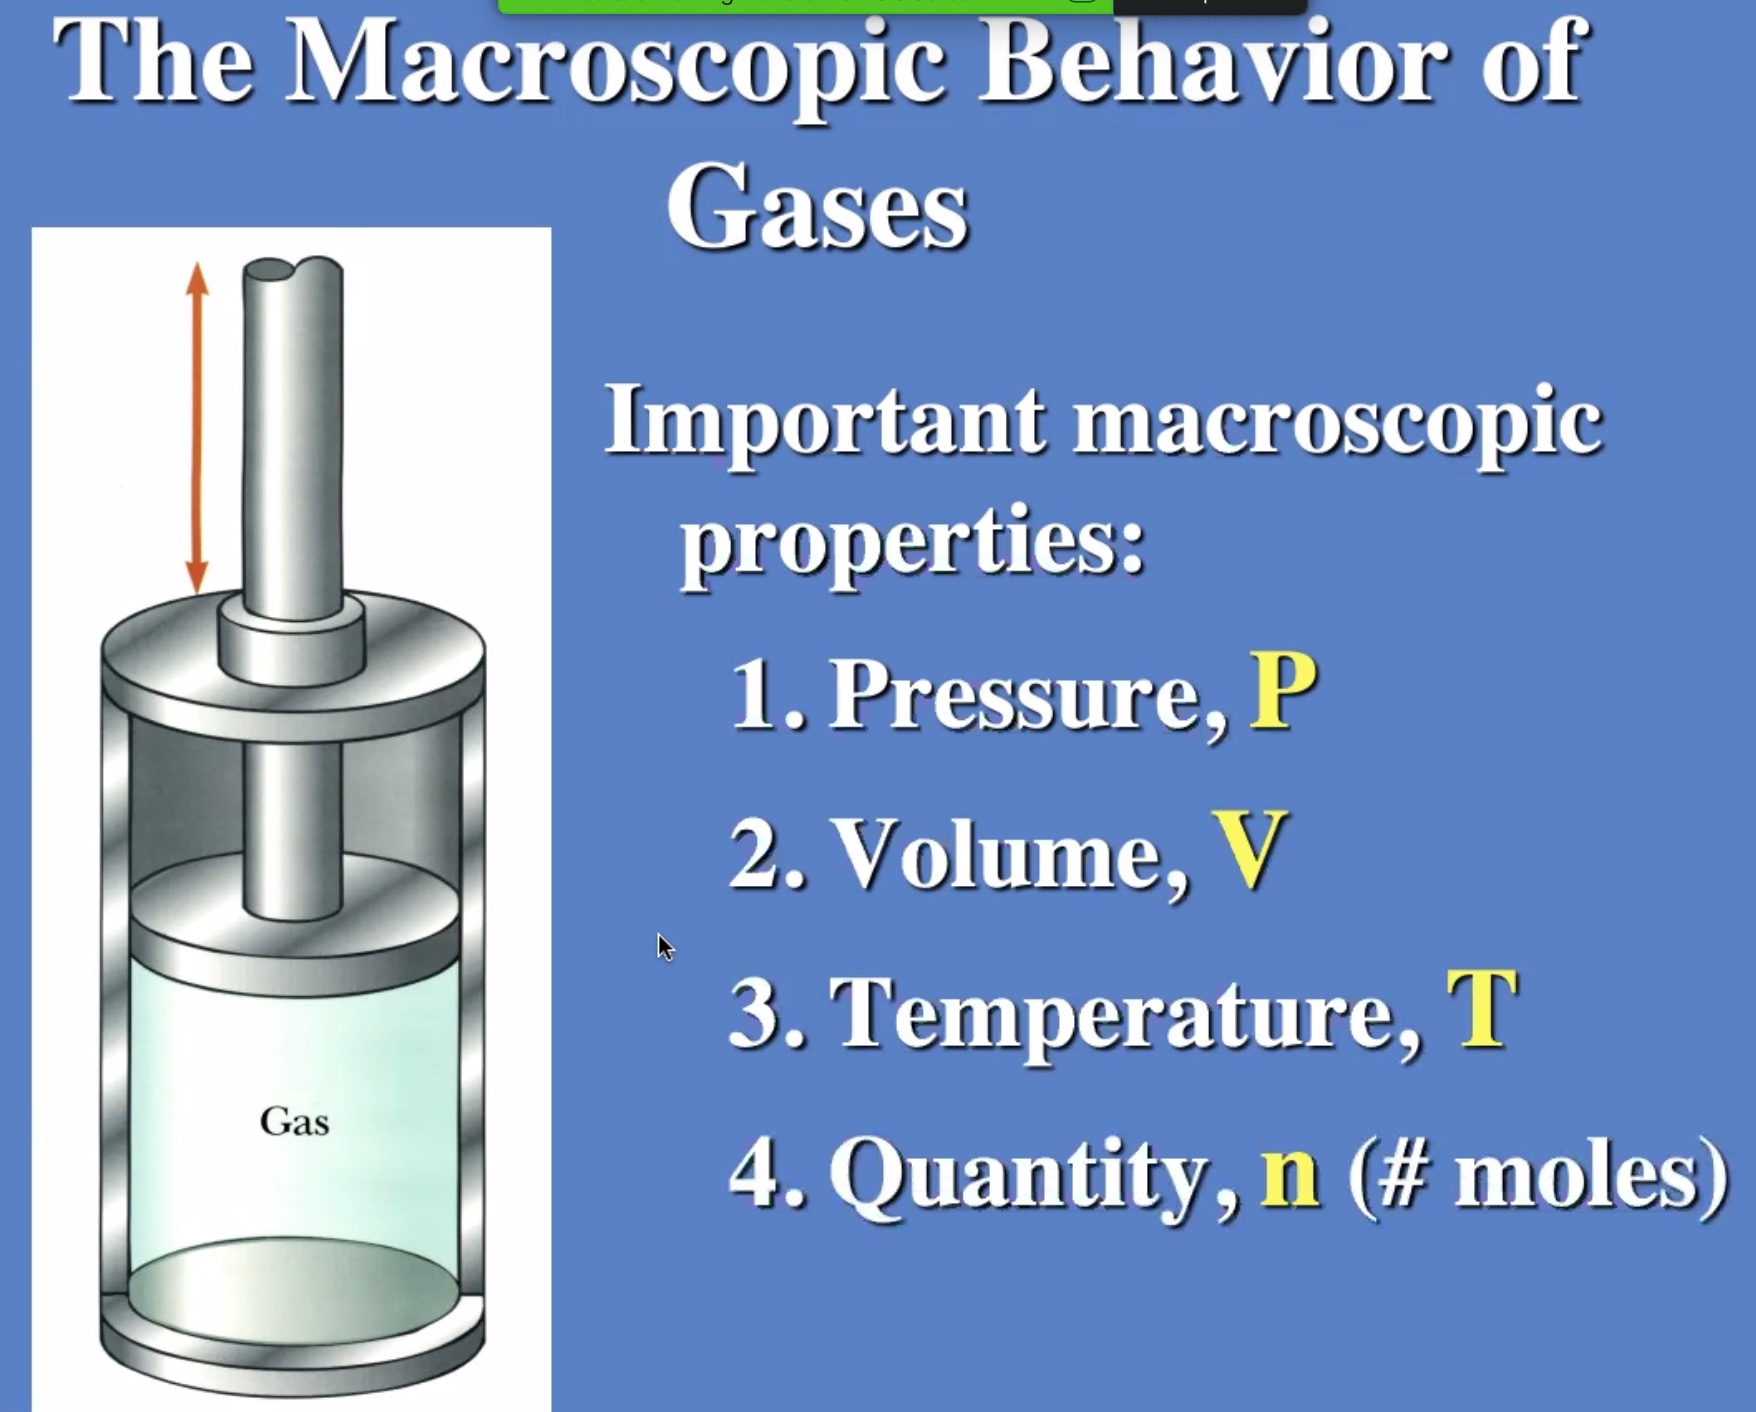 The Macroscopic Behavior of
Gases
Important macroscopic
properties:
1. Pressure, P
2. Volume, V
3. Temperature, T
4. Quantity, n (# moles)
Gas